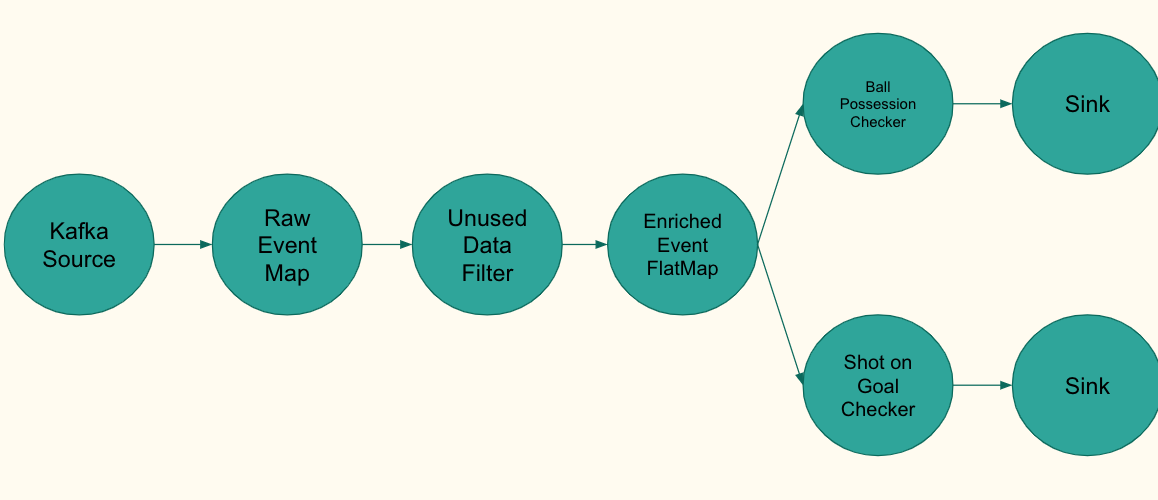 Kafka
Source
Raw
Event
Map
Unused
Data
Filter
Enriched
Event
FlatMap
Ball
Possession
Checker
Sink
Shot on
Goal
Checker
Sink